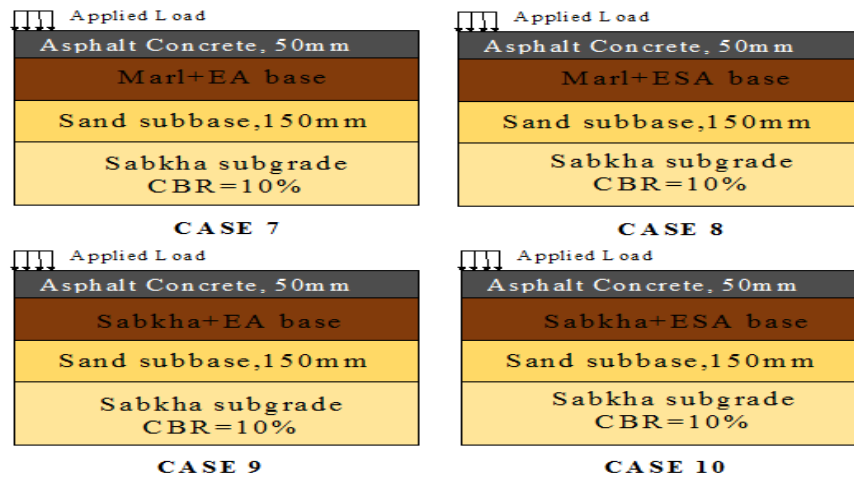 Applied Load
Asphalt Concrete, 50mm
Marl+EA base
Sand subbase,150mm
Sabkha subgrade
CBR=10%
CASE 7
Applied Load
Asphalt Concrete, 50mm
Marl+ESA base
Sand subbase,150mm
Sabkha subgrade
CBR=10%
CASE 8
Applied Load
Asphalt Concrete, 50mm
Sabkha+EA base
Sand subbase,150mm
Sabkha subgrade
CBR=10%
CASE 9
Applied Load
Asphalt Concrete, 50mm
Sabkha+ESA base
Sand subbase,150mm
Sabkha subgrade
CBR=10%
CASE 10